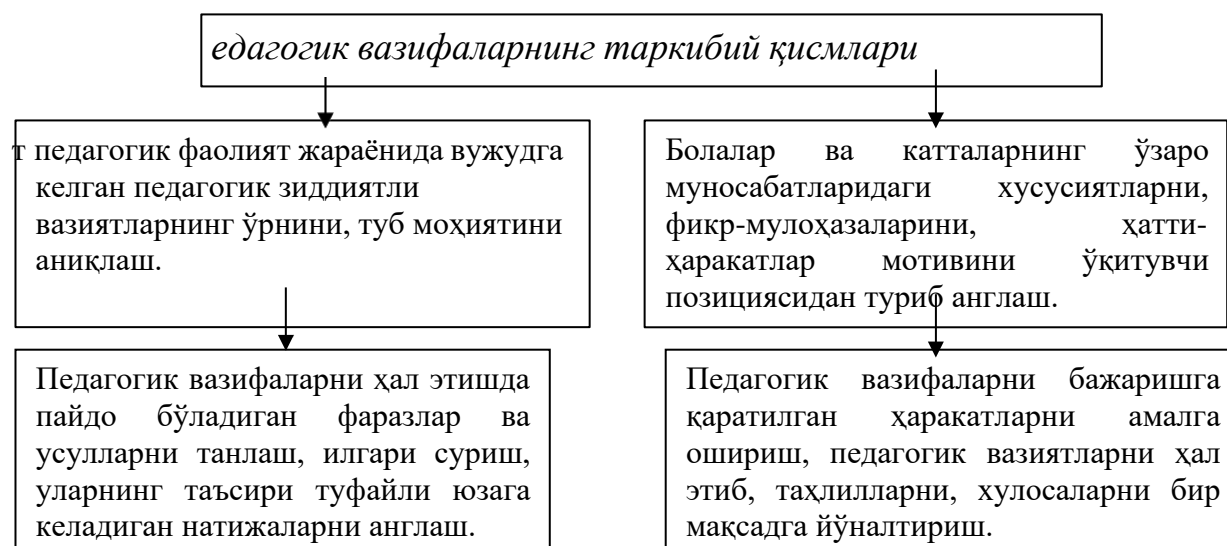 едагогик вазифаларнинг таркибий қисмлари
т педагогик фаолият жараёнида вужудга
келган педагогик зиддиятли
вазиятларнинг ўрнини, туб моҳиятини
аниқлаш.
Болалар ва катталарнинг ўзаро
муносабатларидаги хусусиятларни,
фикр-мулоҳазаларини, ҳатти-
ҳаракатлар мотивини ўқитувчи
позициясидан туриб англаш.
Педагогик вазифаларни ҳал этишда
пайдо бўладиган фаразлар ва
усулларни танлаш, илгари суриш,
уларнинг таъсири туфайли юзага
келадиган натижаларни англаш.
Педагогик вазифаларни бажаришга
қаратилган ҳаракатларни амалга
ошириш, педагогик вазиятларни ҳал
этиб, таҳлилларни, хулосаларни бир
мақсадга йўналтириш.